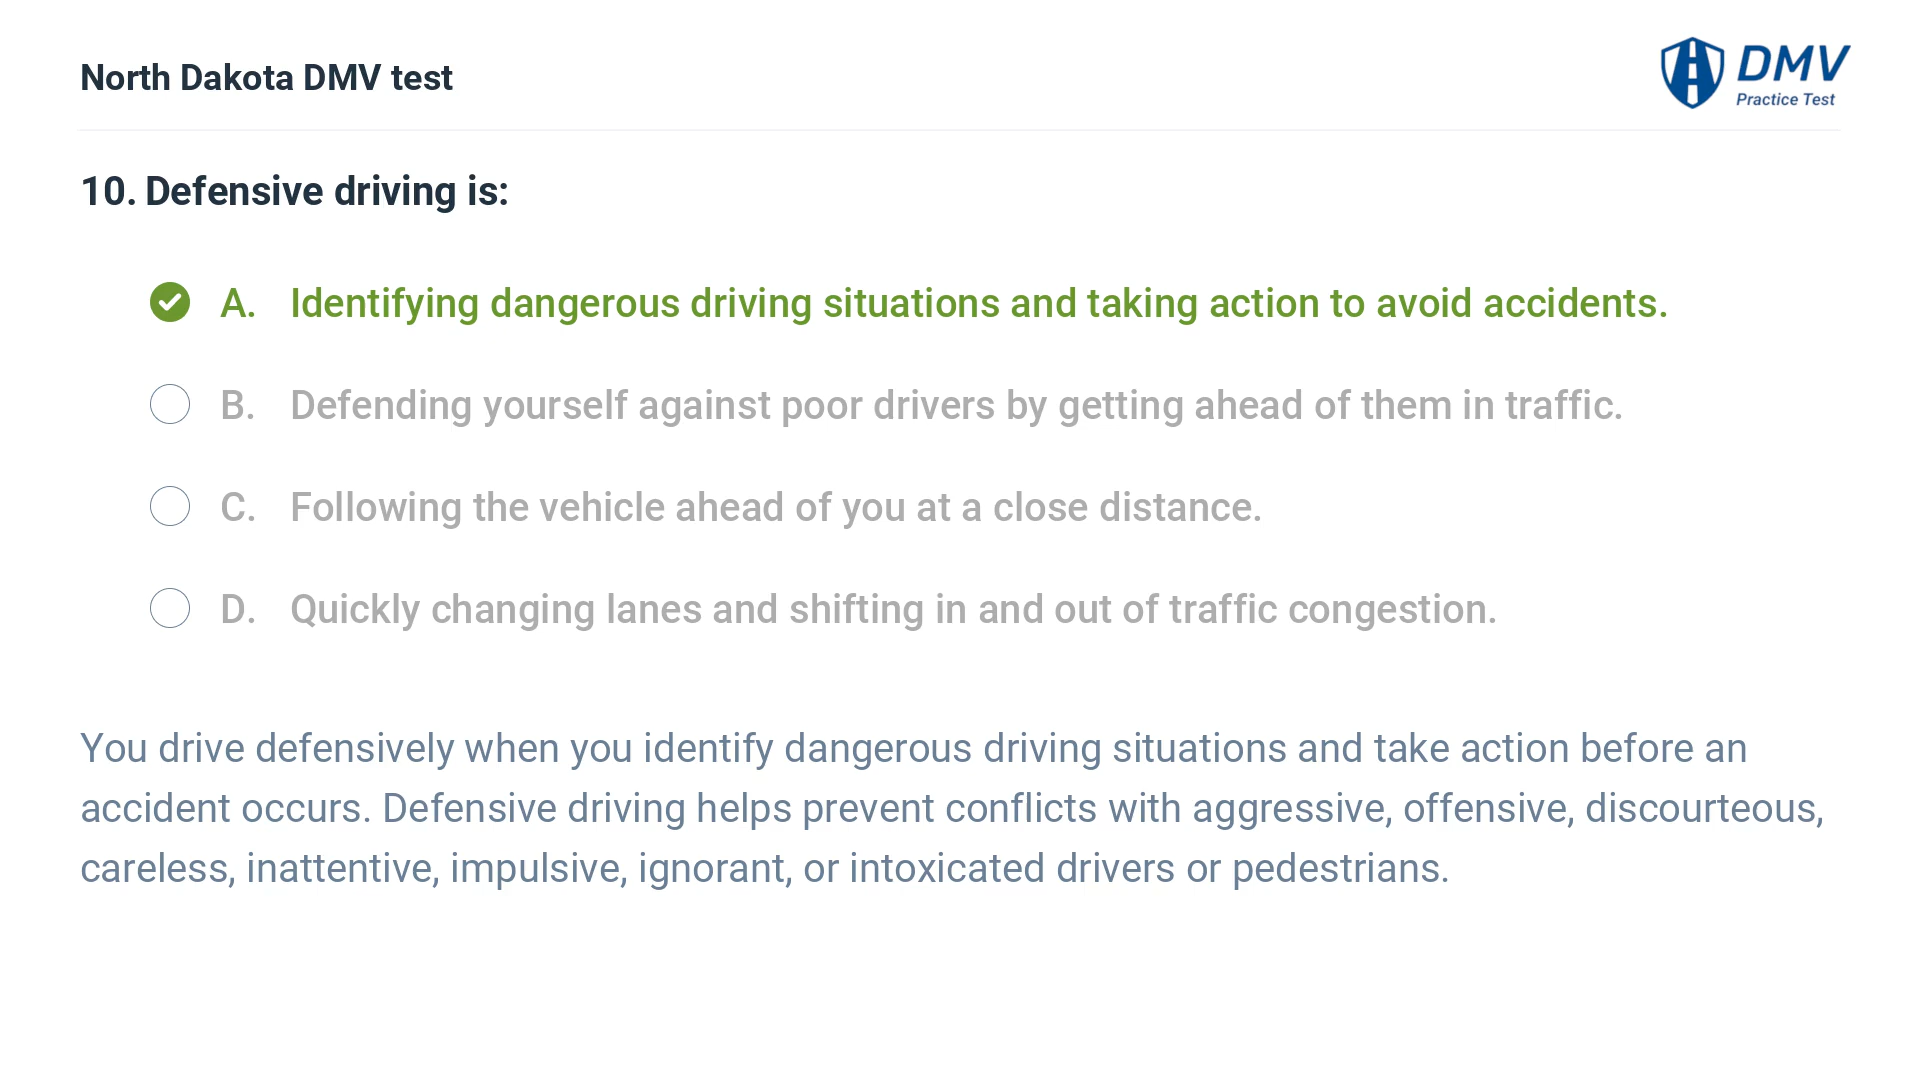 North Dakota DMV test
DMV
Practice Test
10. Defensive driving is:
A. Identifying dangerous driving situations and taking action to avoid accidents.
B. Defending yourself against poor drivers by getting ahead of them in traffic.
C. Following the vehicle ahead of you at a close distance.
D. Quickly changing lanes and shifting in and out of traffic congestion.
You drive defensively when you identify dangerous driving situations and take action before an
accident occurs. Defensive driving helps prevent conflicts with aggressive, offensive, discourteous,
careless, inattentive, impulsive, ignorant, or intoxicated drivers or pedestrians.